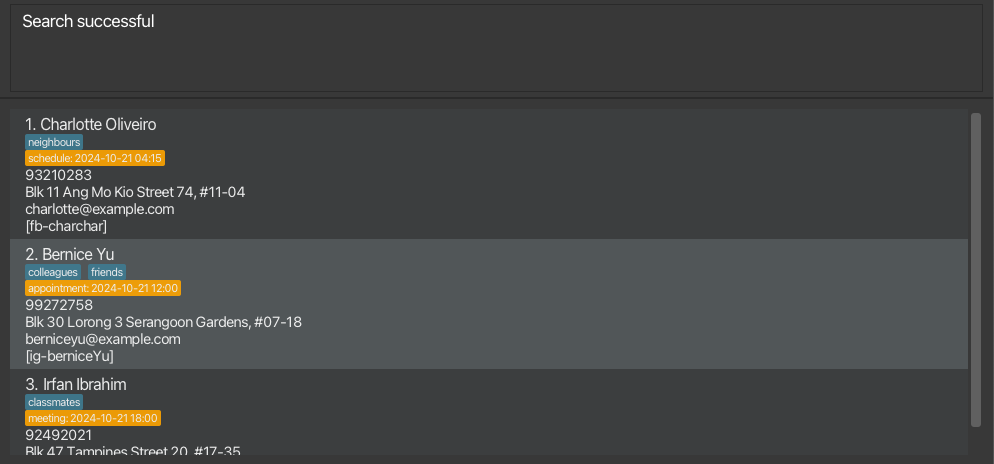 Search successful
1. Charlotte Oliveiro
neighbours
schedule: 2024-10-21 04:15
93210283
Blk 11 Ang Mo Kio Street 74, #11-04
charlotte@example.com
[fb-charchar]
2. Bernice Yu
colleagues friends
appointment: 2024-10-21 12:00
99272758
Blk 30 Lorong 3 Serangoon Gardens, #07-18
berniceyu@example.com
[ig-berniceYu]
3. Irfan Ibrahim
classmates
meeting: 2024-10-21 18:00
92492021
Blk 47 Tampines Street 20, #17-35